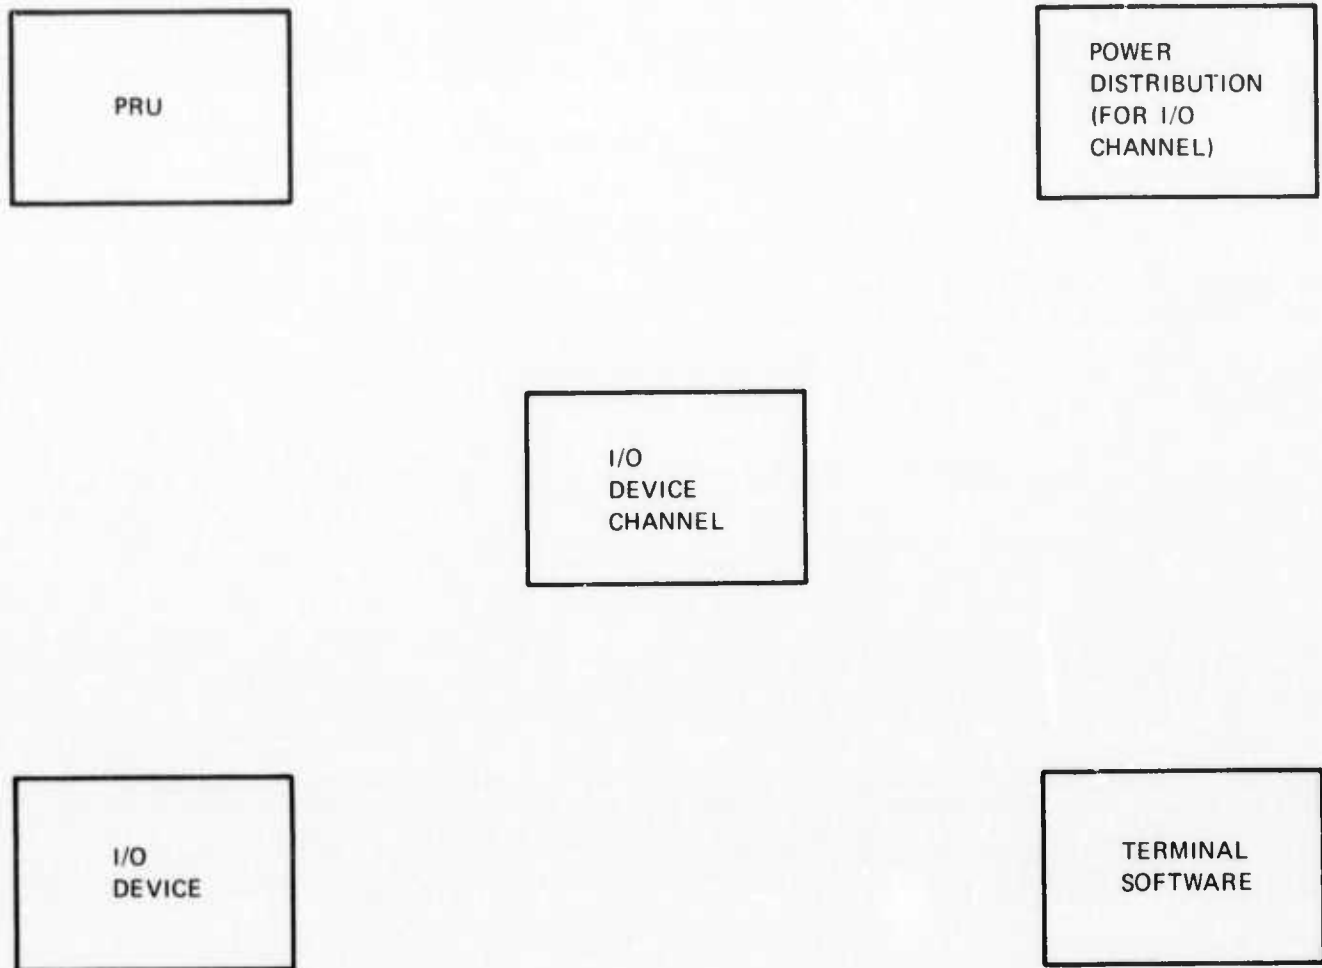 PRU
POWER
DISTRIBUTION
(FOR I/O
CHANNEL)
I/O
DEVICE
CHANNEL
I/O
DEVICE
TERMINAL
SOFTWARE